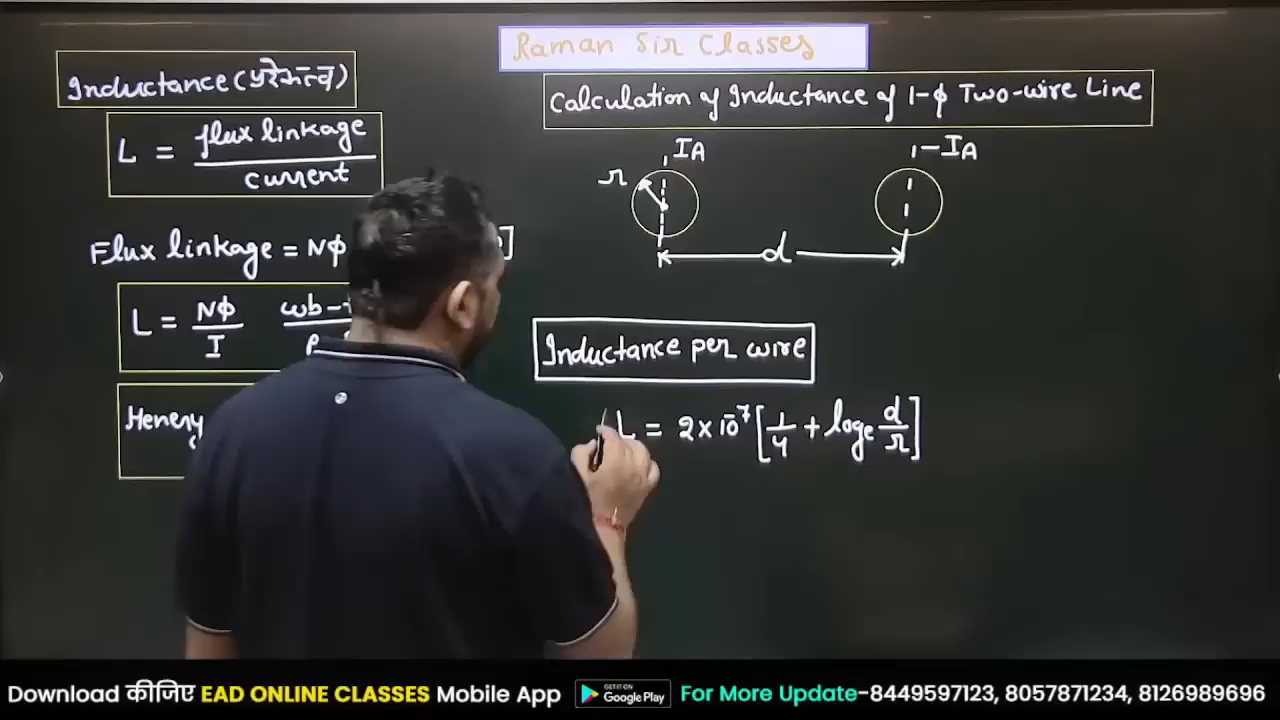 Raman Sir Classes
Inductance (प्रेरकत्व)
L = flux linkage / current
Flux linkage = Nϕ
L = Nϕ / I wb-
Henery
Calculation of Inductance of 1-ϕ Two-wire Line
IA
-IA
r
d
Inductance per wire
L = 2×10⁻⁷ [1/4 + loge d/r]
Download कीजिए EAD ONLINE CLASSES Mobile App
GET IT ON
Google Play
For More Update-8449597123, 8057871234, 8126989696